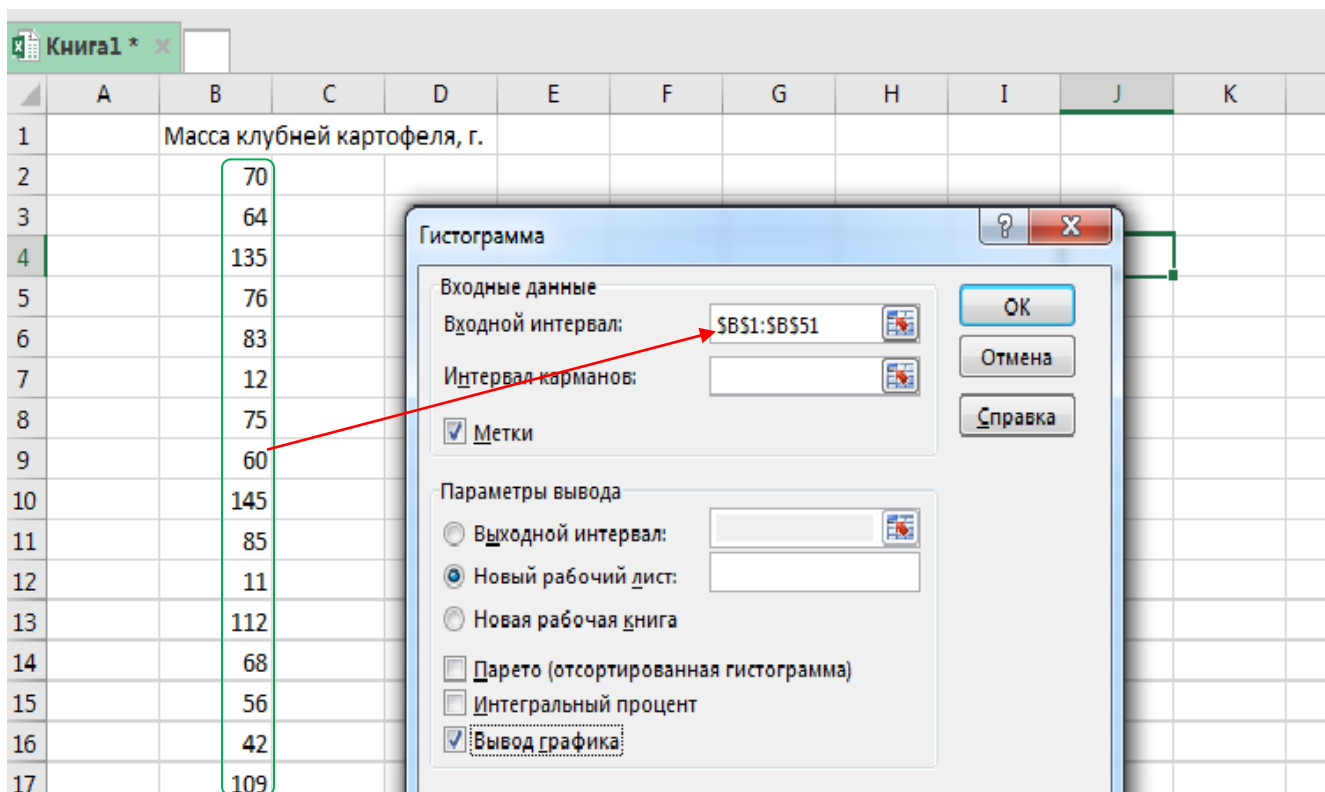 Книга1 *
A B C D E F G H I J K
1 Масса клубней картофеля, г.
2 70
3 64
4 135
5 76
6 83
7 12
8 75
9 60
10 145
11 85
12 11
13 112
14 68
15 56
16 42
17 109
Гистограмма
?
X
Входные данные
Входной интервал: $B$1:$B$51
Интервал карманов:
Метки
OK
Отмена
Справка
Параметры вывода
Выходной интервал:
Новый рабочий лист:
Новая рабочая книга
Парето (отсортированная гистограмма)
Интегральный процент
Вывод графика